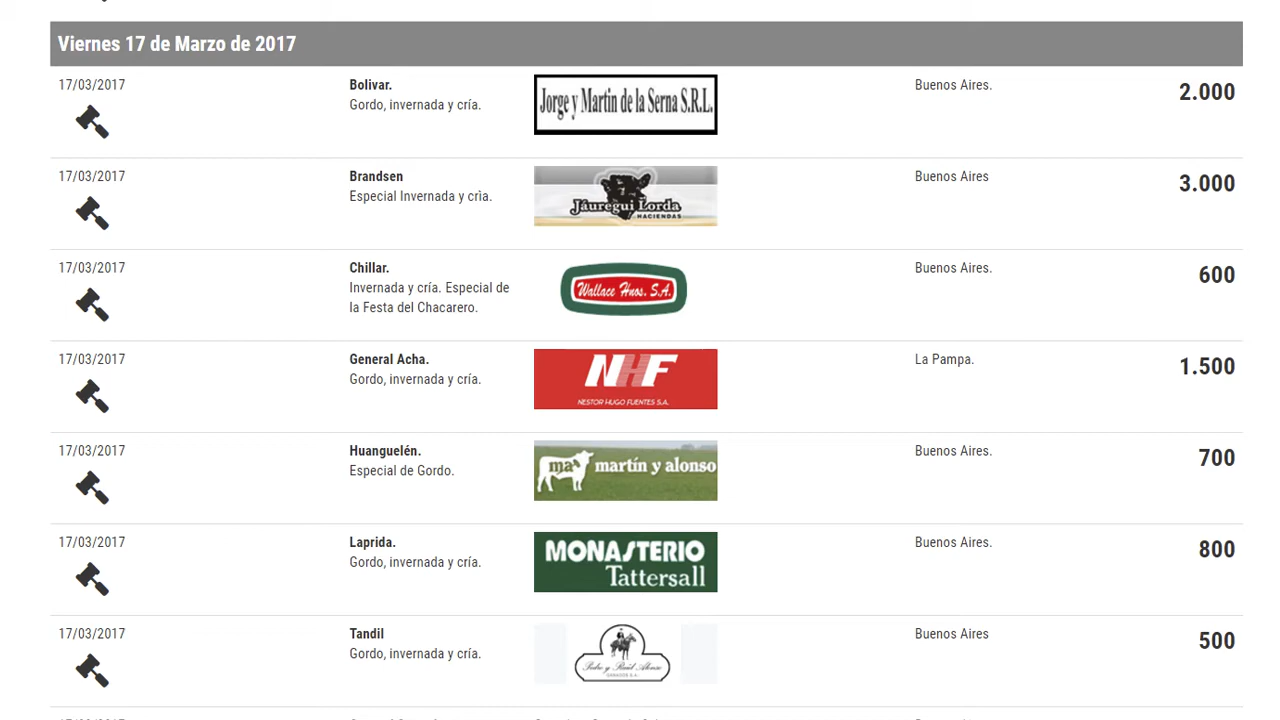 Viernes 17 de Marzo de 2017
17/03/2017
Bolivar.
Gordo, invernada y cría.
Jorge y Martin de la Serna S.R.L.
Buenos Aires.
2.000
17/03/2017
Brandsen
Especial Invernada y crìa.
Jáuregui Lorda
HACIENDAS
Buenos Aires
3.000
17/03/2017
Chillar.
Invernada y cría. Especial de
la Festa del Chacarero.
Wallace Hnos. S.A.
Buenos Aires.
600
17/03/2017
General Acha.
Gordo, invernada y cría.
NHF
NESTOR HUGO FUENTES S.A.
La Pampa.
1.500
17/03/2017
Huanguelén.
Especial de Gordo.
ma
martín y alonso
Buenos Aires.
700
17/03/2017
Laprida.
Gordo, invernada y cría.
MONASTERIO
Tattersall
Buenos Aires.
800
17/03/2017
Tandil
Gordo, invernada y cría.
Pedro y Raúl Alonso
Buenos Aires
500